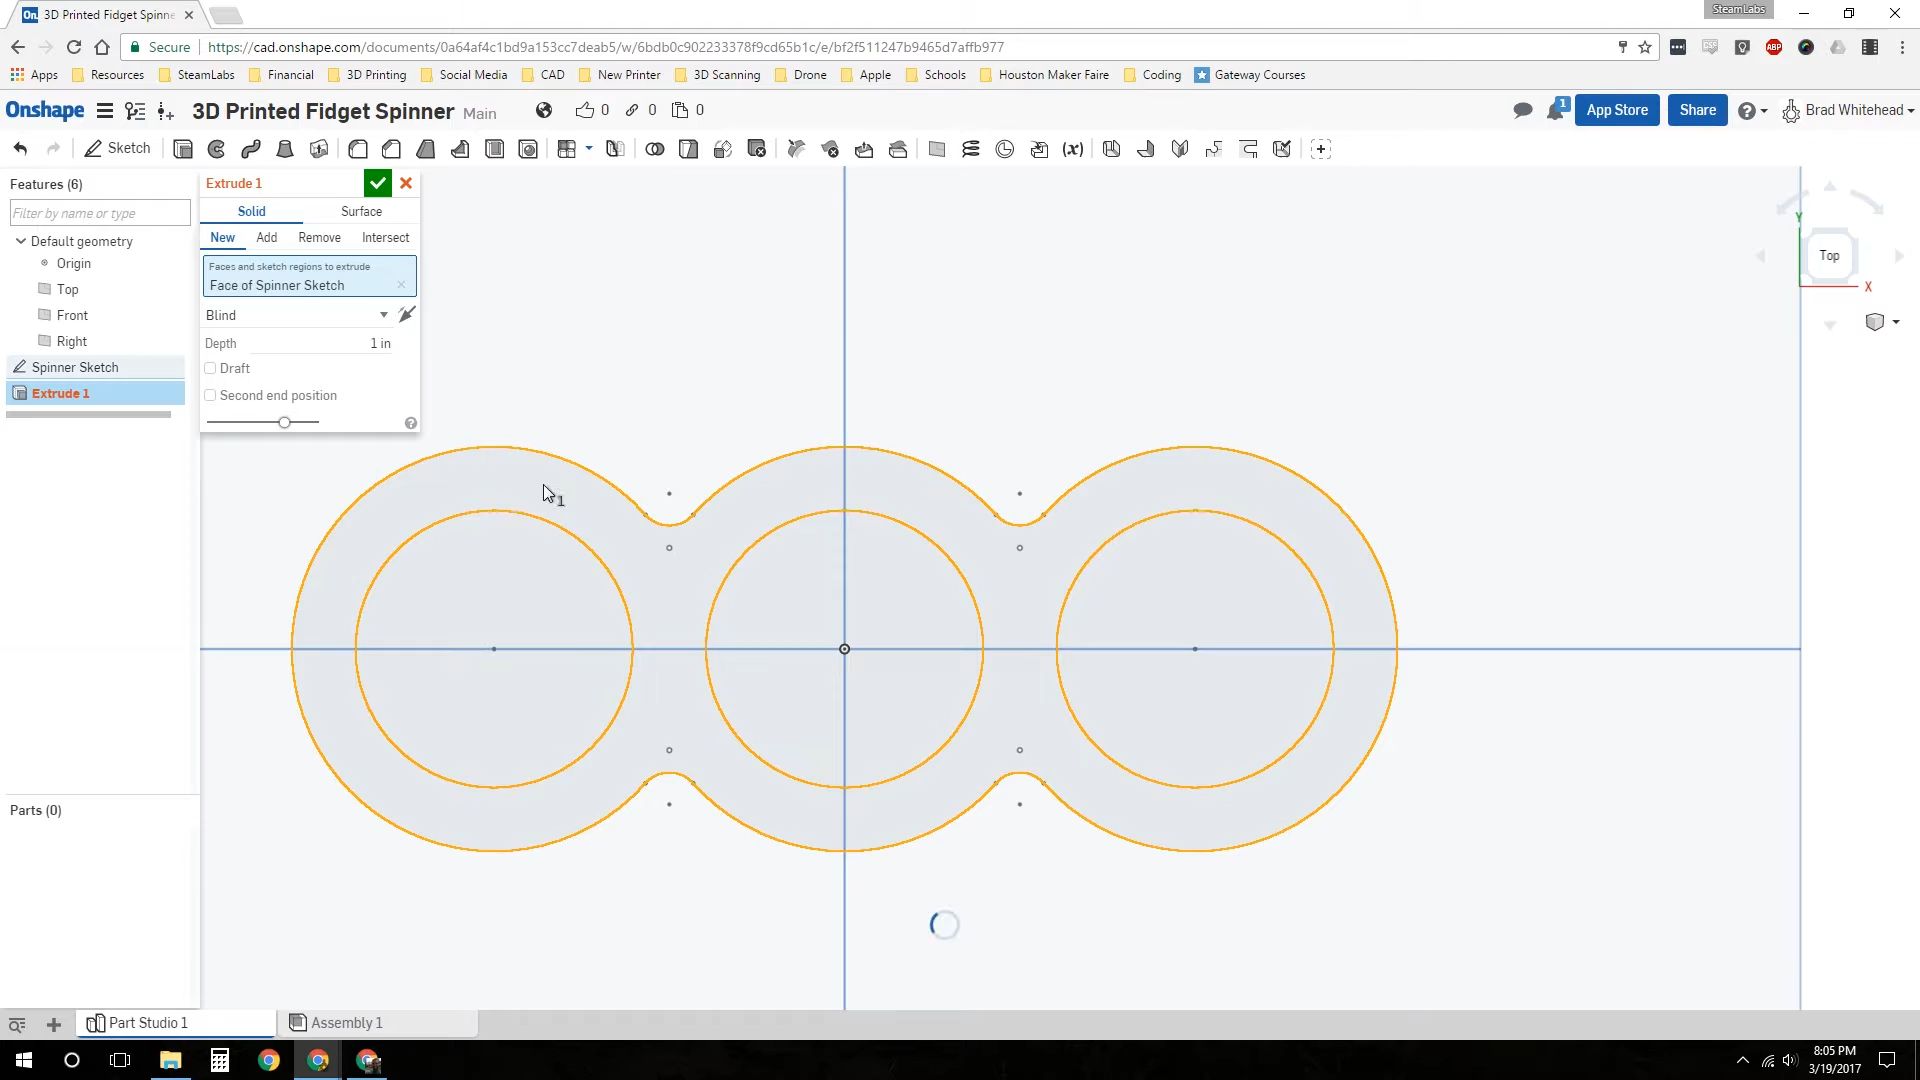 SteamLabs
On 3D Printed Fidget Spinne
Secure https://cad.onshape.com/documents/0a64af4c1bd9a153cc7deab5/w/6bdb0c902233378f9cd65b1c/e/bf2f511247b9465d7affb977
ABP
Apps Resources SteamLabs Financial 3D Printing Social Media CAD New Printer 3D Scanning Drone Apple Schools Houston Maker Faire Coding Gateway Courses
Onshape 3D Printed Fidget Spinner Main 0 0 0 1 App Store Share Brad Whitehead
Sketch (x)
Features (6)
Filter by name or type
Default geometry
Origin
Top
Front
Right
Spinner Sketch
Extrude 1
Parts (0)
Extrude 1
Solid Surface
New Add Remove Intersect
Faces and sketch regions to extrude
Face of Spinner Sketch
Blind
Depth 1 in
Draft
Second end position
1
Y
Top
X
Part Studio 1 Assembly 1
8:05 PM
3/19/2017